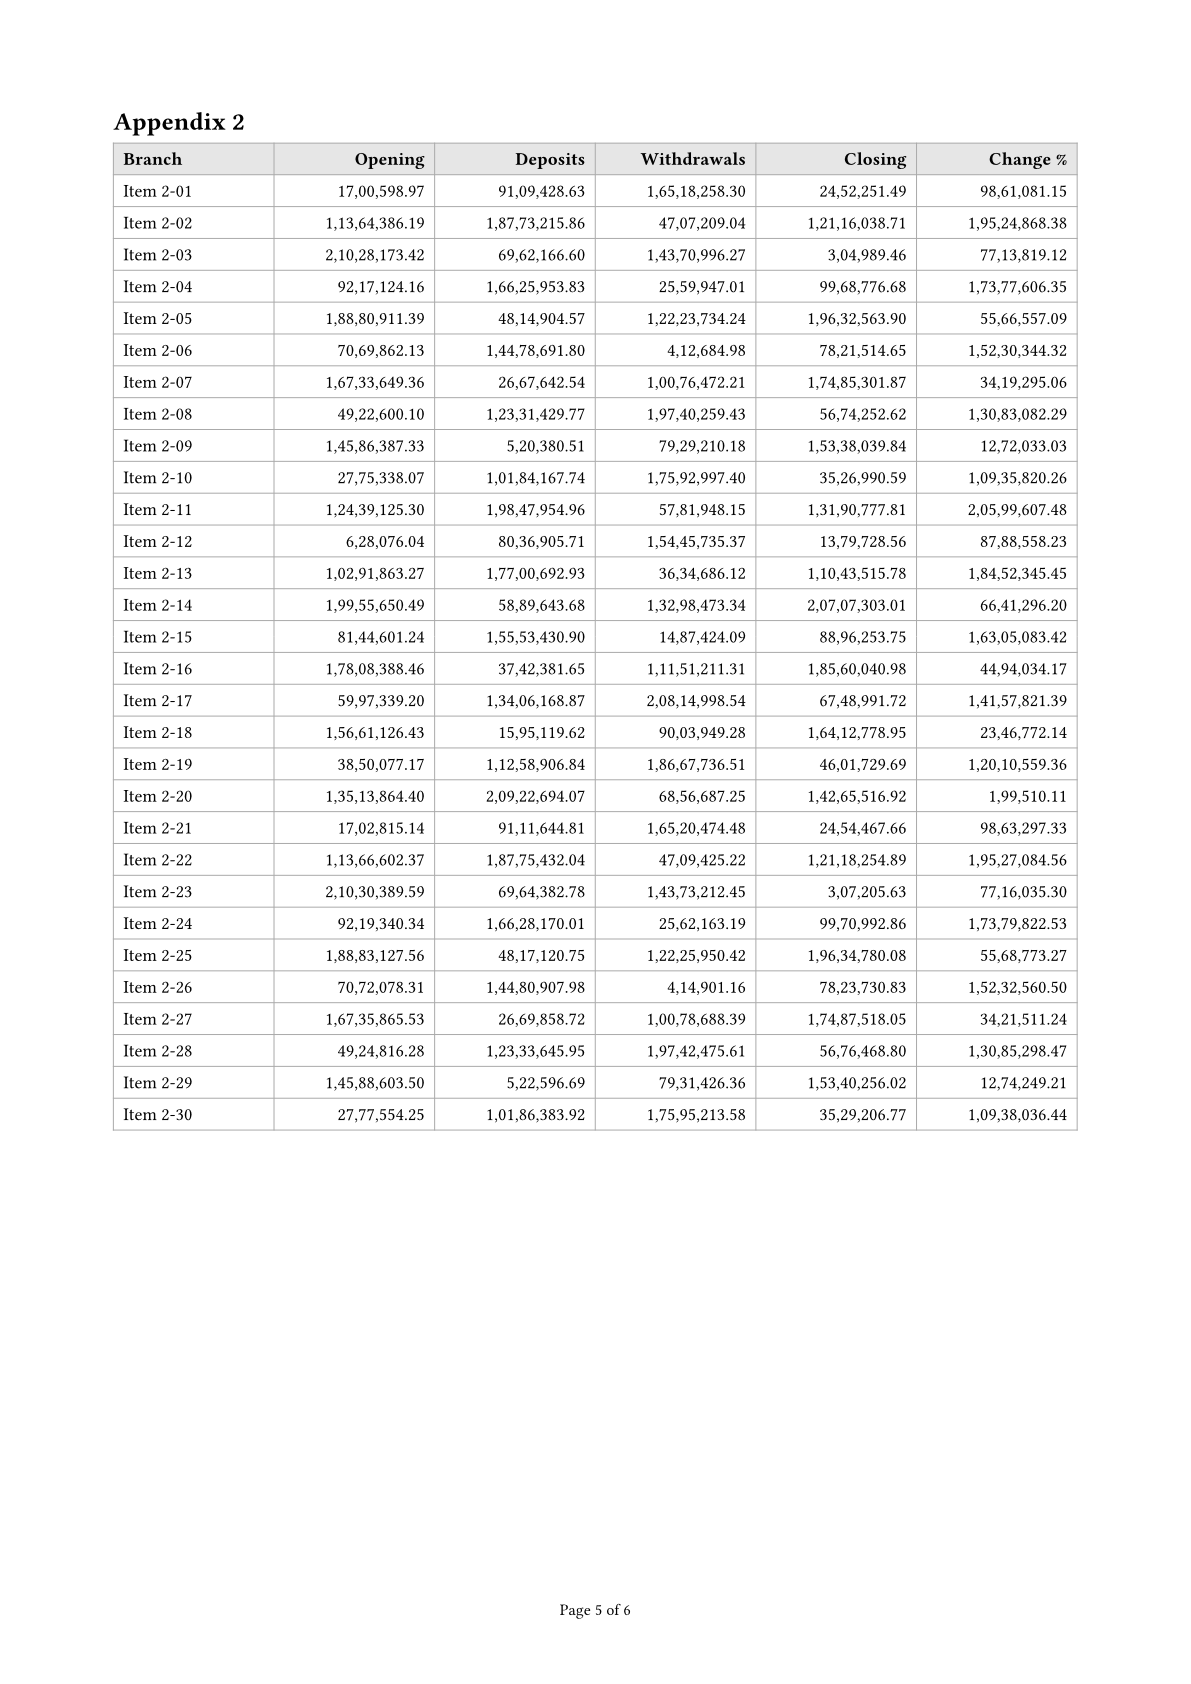 Appendix 2
Branch Opening Deposits Withdrawals Closing Change %
Item 2-01 17,00,598.97 91,09,428.63 1,65,18,258.30 24,52,251.49 98,61,081.15
Item 2-02 1,13,64,386.19 1,87,73,215.86 47,07,209.04 1,21,16,038.71 1,95,24,868.38
Item 2-03 2,10,28,173.42 69,62,166.60 1,43,70,996.27 3,04,989.46 77,13,819.12
Item 2-04 92,17,124.16 1,66,25,953.83 25,59,947.01 99,68,776.68 1,73,77,606.35
Item 2-05 1,88,80,911.39 48,14,904.57 1,22,23,734.24 1,96,32,563.90 55,66,557.09
Item 2-06 70,69,862.13 1,44,78,691.80 4,12,684.98 78,21,514.65 1,52,30,344.32
Item 2-07 1,67,33,649.36 26,67,642.54 1,00,76,472.21 1,74,85,301.87 34,19,295.06
Item 2-08 49,22,600.10 1,23,31,429.77 1,97,40,259.43 56,74,252.62 1,30,83,082.29
Item 2-09 1,45,86,387.33 5,20,380.51 79,29,210.18 1,53,38,039.84 12,72,033.03
Item 2-10 27,75,338.07 1,01,84,167.74 1,75,92,997.40 35,26,990.59 1,09,35,820.26
Item 2-11 1,24,39,125.30 1,98,47,954.96 57,81,948.15 1,31,90,777.81 2,05,99,607.48
Item 2-12 6,28,076.04 80,36,905.71 1,54,45,735.37 13,79,728.56 87,88,558.23
Item 2-13 1,02,91,863.27 1,77,00,692.93 36,34,686.12 1,10,43,515.78 1,84,52,345.45
Item 2-14 1,99,55,650.49 58,89,643.68 1,32,98,473.34 2,07,07,303.01 66,41,296.20
Item 2-15 81,44,601.24 1,55,53,430.90 14,87,424.09 88,96,253.75 1,63,05,083.42
Item 2-16 1,78,08,388.46 37,42,381.65 1,11,51,211.31 1,85,60,040.98 44,94,034.17
Item 2-17 59,97,339.20 1,34,06,168.87 2,08,14,998.54 67,48,991.72 1,41,57,821.39
Item 2-18 1,56,61,126.43 15,95,119.62 90,03,949.28 1,64,12,778.95 23,46,772.14
Item 2-19 38,50,077.17 1,12,58,906.84 1,86,67,736.51 46,01,729.69 1,20,10,559.36
Item 2-20 1,35,13,864.40 2,09,22,694.07 68,56,687.25 1,42,65,516.92 1,99,510.11
Item 2-21 17,02,815.14 91,11,644.81 1,65,20,474.48 24,54,467.66 98,63,297.33
Item 2-22 1,13,66,602.37 1,87,75,432.04 47,09,425.22 1,21,18,254.89 1,95,27,084.56
Item 2-23 2,10,30,389.59 69,64,382.78 1,43,73,212.45 3,07,205.63 77,16,035.30
Item 2-24 92,19,340.34 1,66,28,170.01 25,62,163.19 99,70,992.86 1,73,79,822.53
Item 2-25 1,88,83,127.56 48,17,120.75 1,22,25,950.42 1,96,34,780.08 55,68,773.27
Item 2-26 70,72,078.31 1,44,80,907.98 4,14,901.16 78,23,730.83 1,52,32,560.50
Item 2-27 1,67,35,865.53 26,69,858.72 1,00,78,688.39 1,74,87,518.05 34,21,511.24
Item 2-28 49,24,816.28 1,23,33,645.95 1,97,42,475.61 56,76,468.80 1,30,85,298.47
Item 2-29 1,45,88,603.50 5,22,596.69 79,31,426.36 1,53,40,256.02 12,74,249.21
Item 2-30 27,77,554.25 1,01,86,383.92 1,75,95,213.58 35,29,206.77 1,09,38,036.44
Page 5 of 6